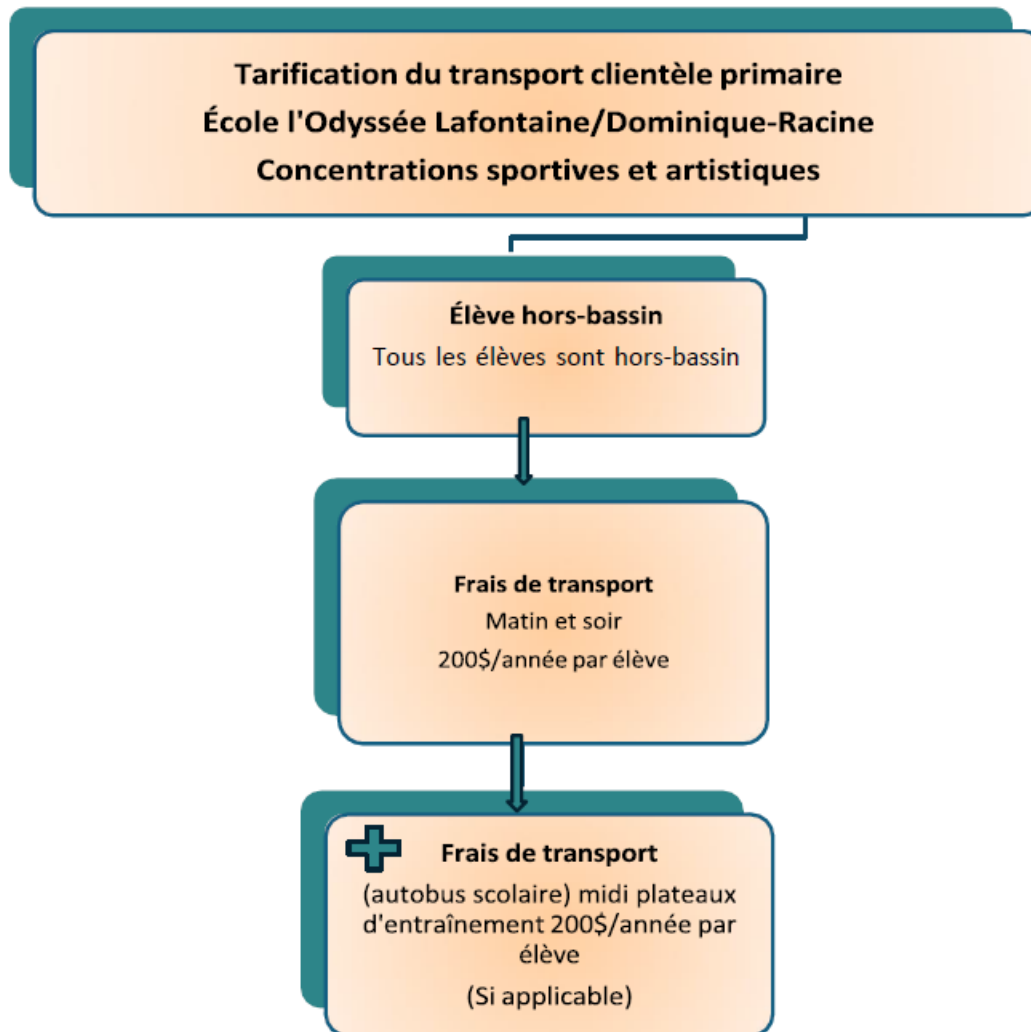 Tarification du transport clientèle primaire
École l'Odyssée Lafontaine/Dominique-Racine
Concentrations sportives et artistiques
Élève hors-bassin
Tous les élèves sont hors-bassin
Frais de transport
Matin et soir
200$/année par élève
Frais de transport
(autobus scolaire) midi plateaux
d'entraînement 200$/année par
élève
(Si applicable)